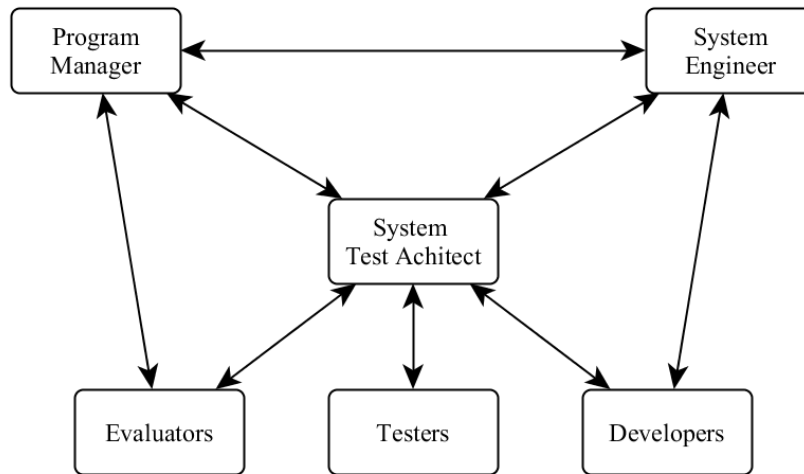 Program
Manager
System
Engineer
System
Test Achitect
Evaluators
Testers
Developers